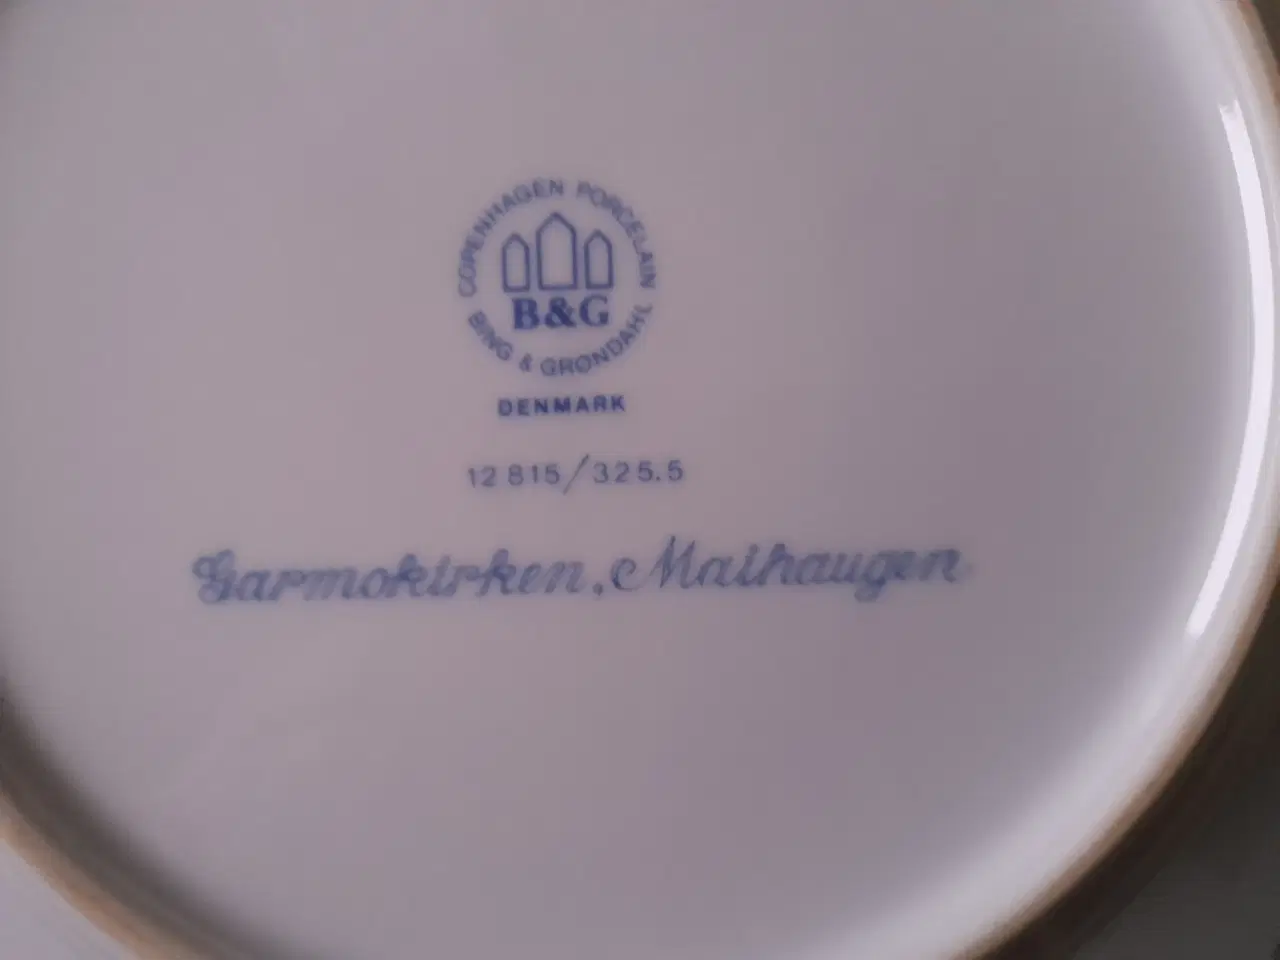 COPENHAGEN PORCELAIN
B&G
BING & GRONDAHL
DENMARK
12 815/325.5
Garmokirken, Maihaugen